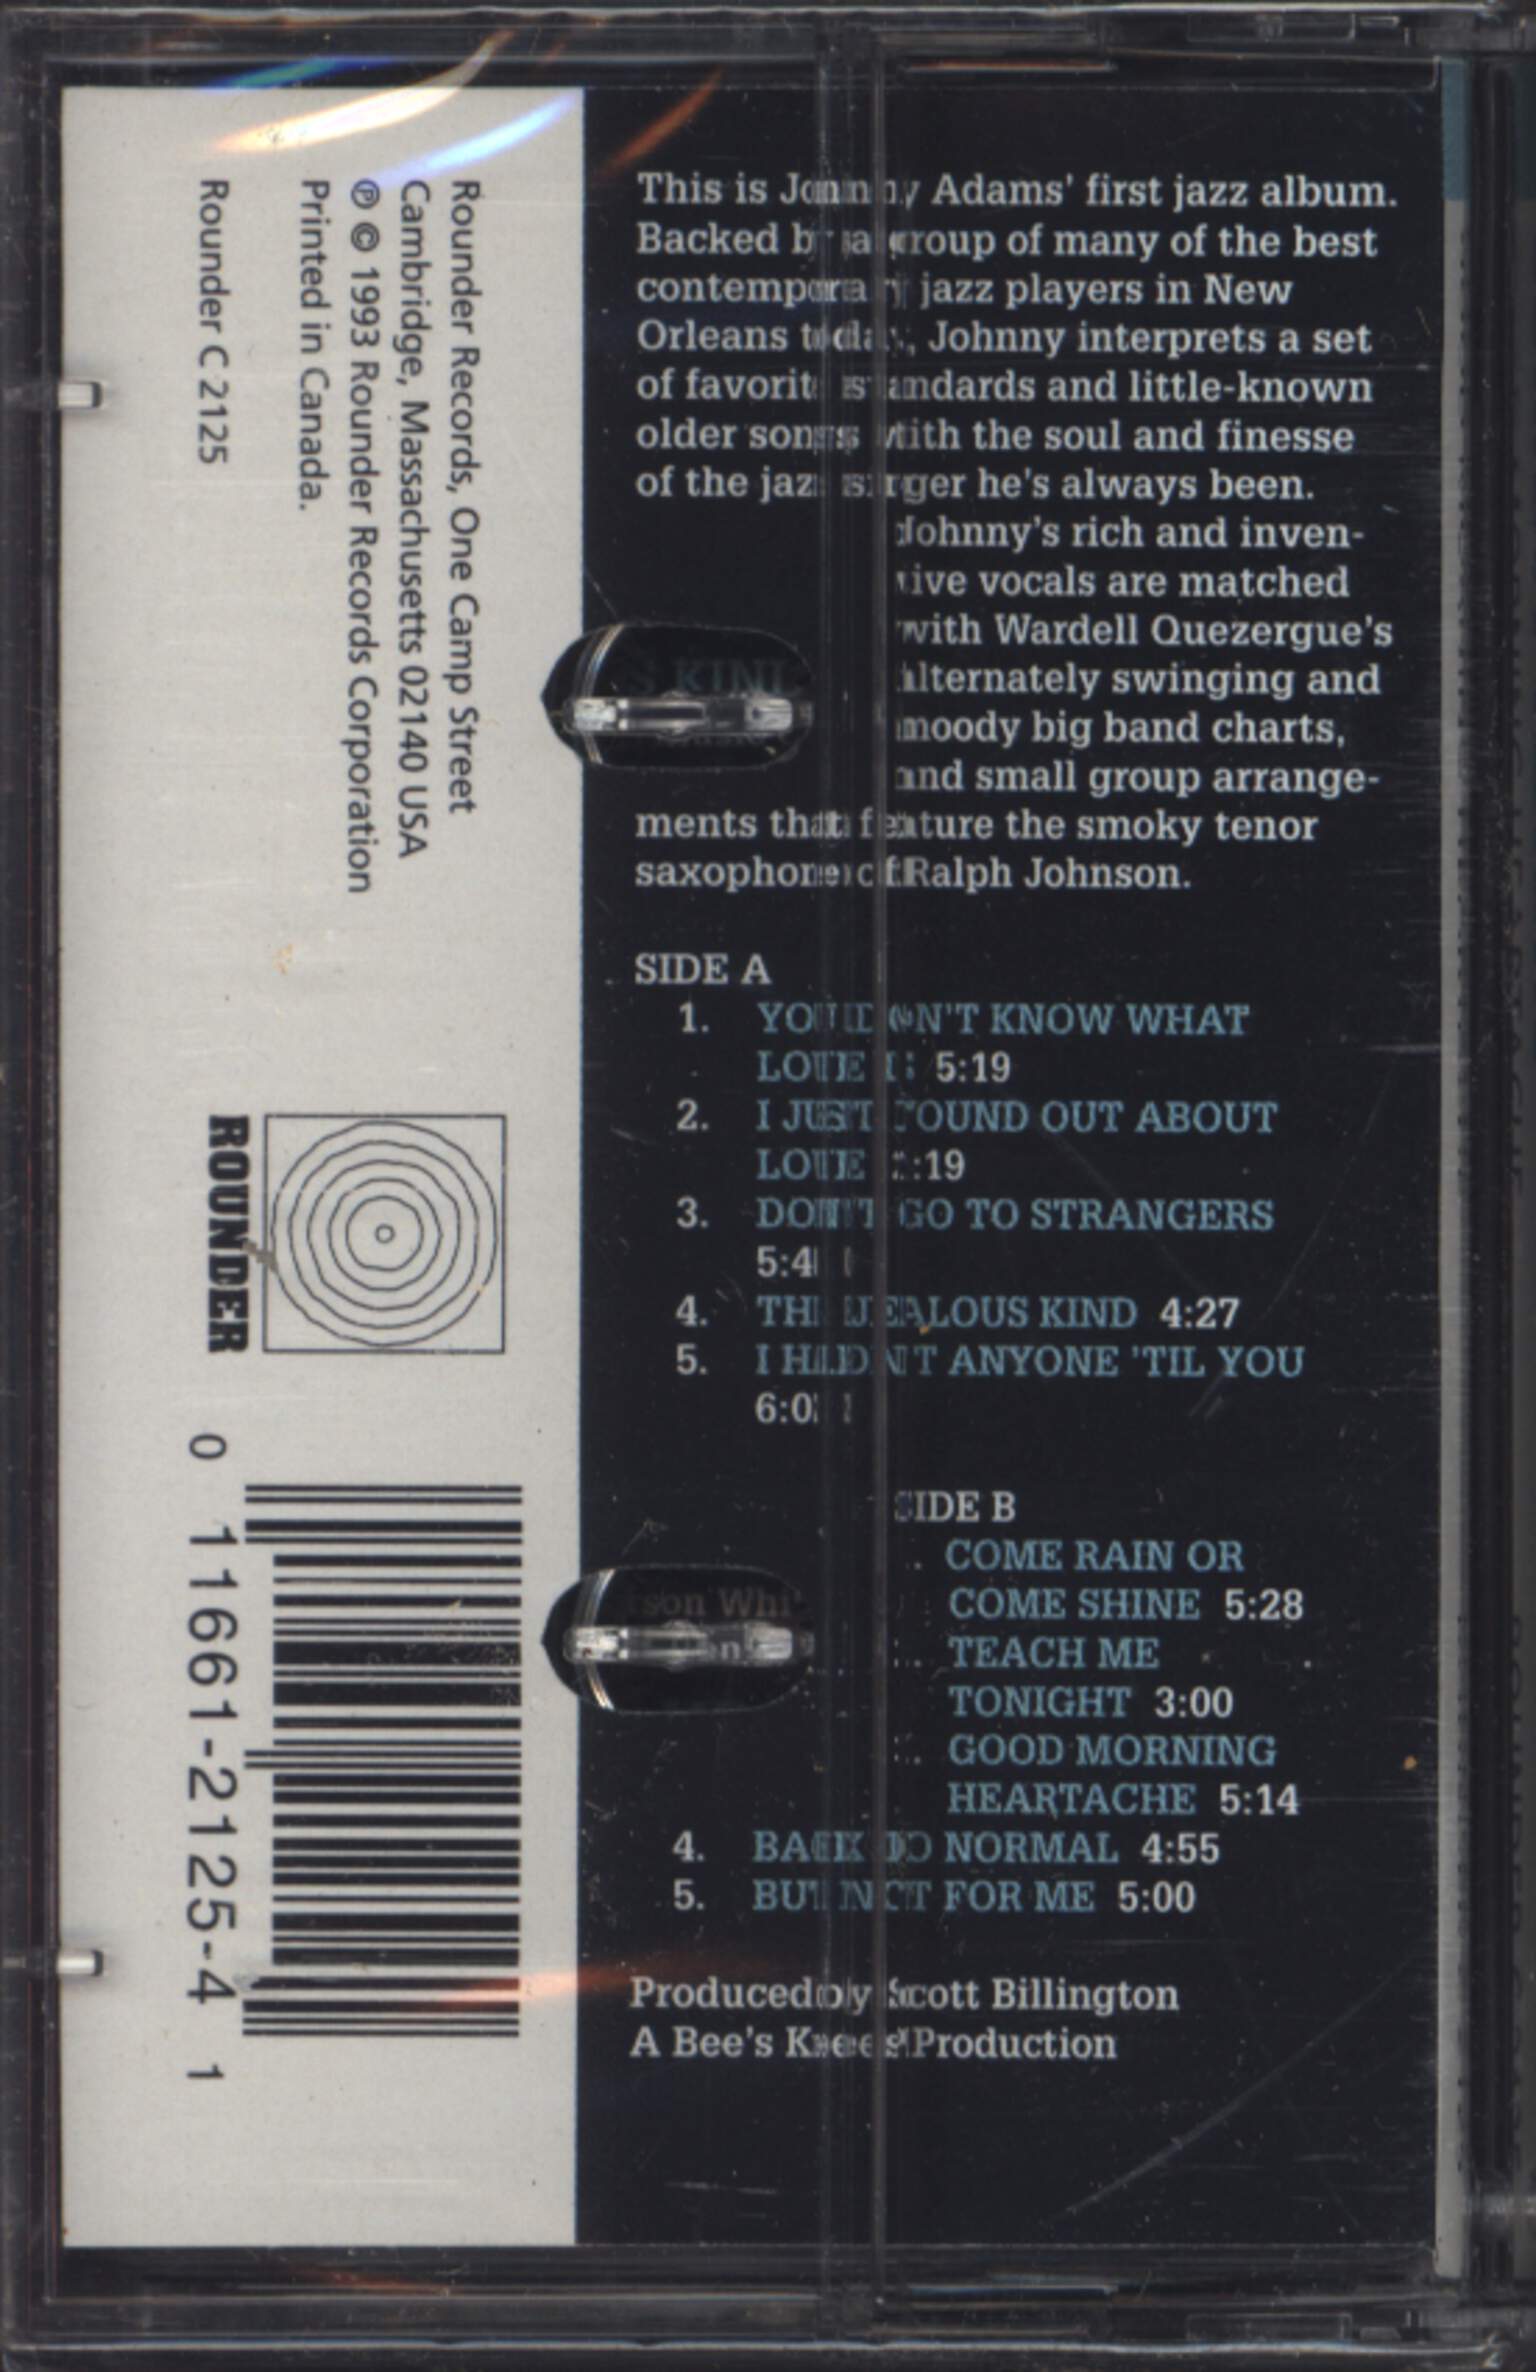 This is Johnny Adams' first jazz album.
Backed by a group of many of the best
contemporary jazz players in New
Orleans today, Johnny interprets a set
of favorite standards and little-known
older songs with the soul and finesse
of the jazz singer he's always been.
Johnny's rich and inven-
tive vocals are matched
with Wardell Quezergue's
alternately swinging and
moody big band charts,
and small group arrange-
ments that feature the smoky tenor
saxophone of Ralph Johnson.
SIDE A
1. YOU DON'T KNOW WHAT
LOVE IS 5:19
2. I JUST FOUND OUT ABOUT
LOVE :19
3. DON'T GO TO STRANGERS
5:4
4. THE JEALOUS KIND 4:27
5. I HADN'T ANYONE 'TIL YOU
6:0
SIDE B
COME RAIN OR
COME SHINE 5:28
TEACH ME
TONIGHT 3:00
GOOD MORNING
HEARTACHE 5:14
4. BACK TO NORMAL 4:55
5. BUT NOT FOR ME 5:00
Produced by Scott Billington
A Bee's Knees Production
Rounder Records, One Camp Street
Cambridge, Massachusetts 02140 USA
℗ © 1993 Rounder Records Corporation
Printed in Canada.
Rounder C 2125
ROUNDER
0 11661-2125-4 1